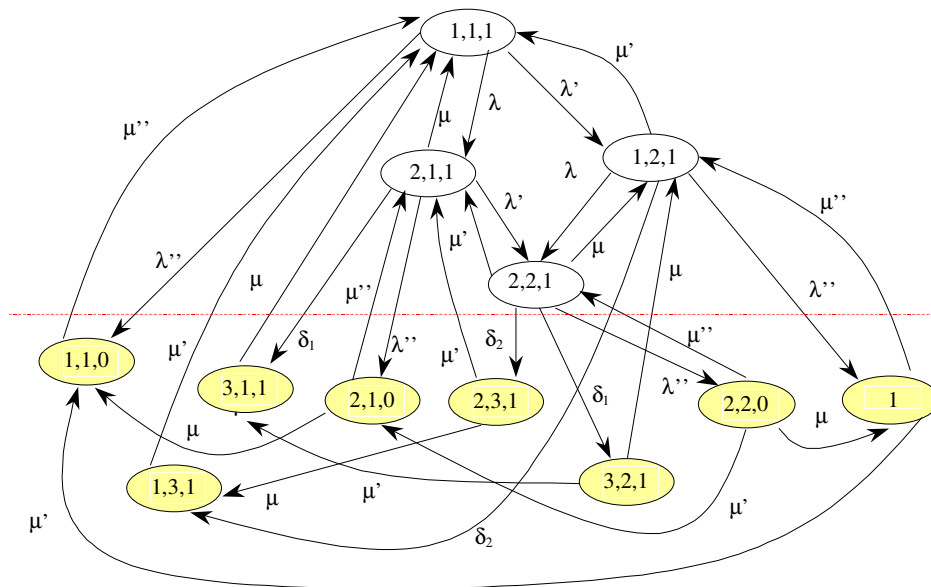 1,1,1
μ’
λ
λ’
μ
μ’’
2,1,1
1,2,1
λ
λ’
μ’’
μ’
λ’’
μ
μ
μ
2,2,1
μ’’
λ’’
μ’’
δ₁
λ’’
δ₂
μ’
μ’
1,1,0
3,1,1
2,1,0
2,3,1
δ₁
λ’’
2,2,0
1
μ
μ
1,3,1
μ
μ’
3,2,1
μ’
μ’
δ₂